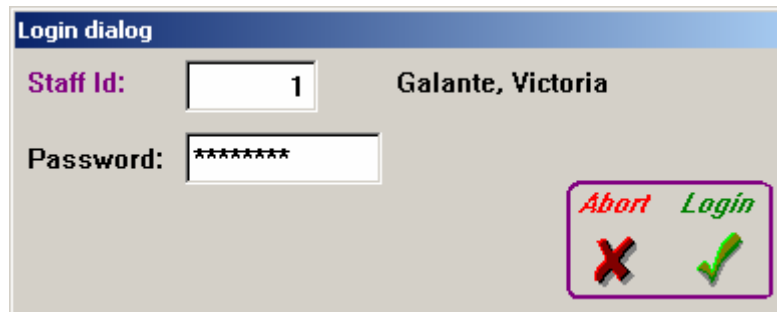 Login dialog
Staff Id: 1 Galante, Victoria
Password: ********
Abort Login